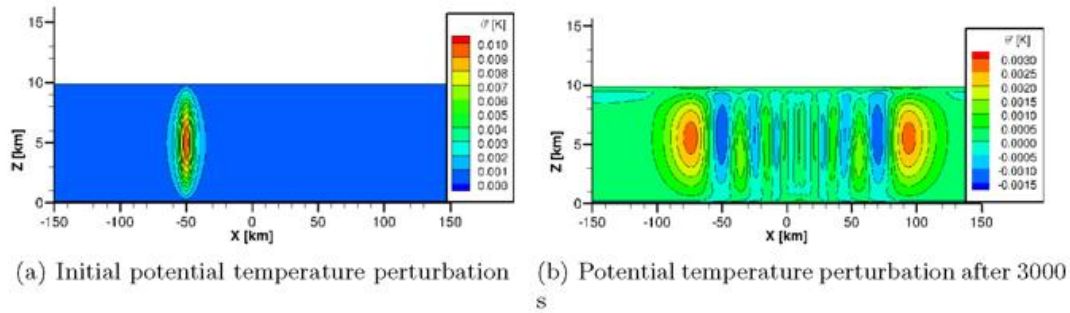 θ' [K]
15
10
5
0
Z [km]
0.010
0.009
0.008
0.007
0.006
0.005
0.004
0.003
0.002
0.001
0.000
-150 -100 -50 0 50 100 150
X [km]
θ' [K]
15
10
5
0
Z [km]
0.0030
0.0025
0.0020
0.0015
0.0010
0.0005
0.0000
-0.0005
-0.0010
-0.0015
-150 -100 -50 0 50 100 150
X [km]
(a) Initial potential temperature perturbation
(b) Potential temperature perturbation after 3000
s